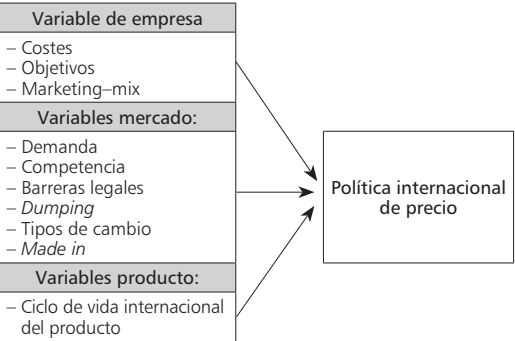 Variable de empresa
– Costes
– Objetivos
– Marketing–mix
Variables mercado:
– Demanda
– Competencia
– Barreras legales
– Dumping
– Tipos de cambio
– Made in
Variables producto:
– Ciclo de vida internacional
del producto
Política internacional
de precio